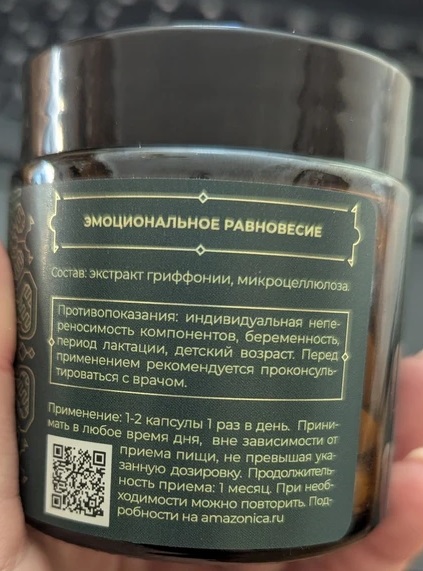 ЭМОЦИОНАЛЬНОЕ РАВНОВЕСИЕ
Состав: экстракт гриффонии, микроцеллюлоза.
Противопоказания: индивидуальная непе-
реносимость компонентов, беременность,
период лактации, детский возраст. Перед
применением рекомендуется проконсуль-
тироваться с врачом.
Применение: 1-2 капсулы 1 раз в день. Прини-
мать в любое время дня, вне зависимости от
приема пищи, не превышая ука-
занную дозировку. Продолжитель-
ность приема: 1 месяц. При необ-
ходимости можно повторить. Под-
робности на amazonica.ru